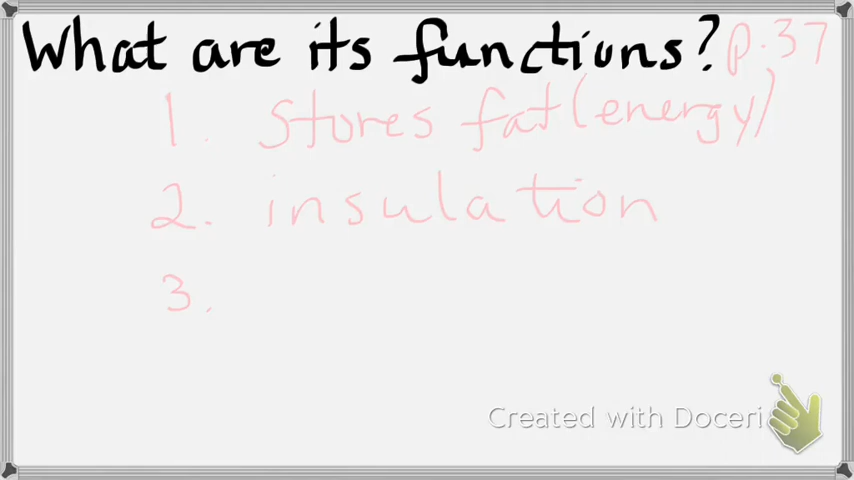 What are its functions? p.37
1. Stores fat (energy)
2. insulation
3.
Created with Doceri